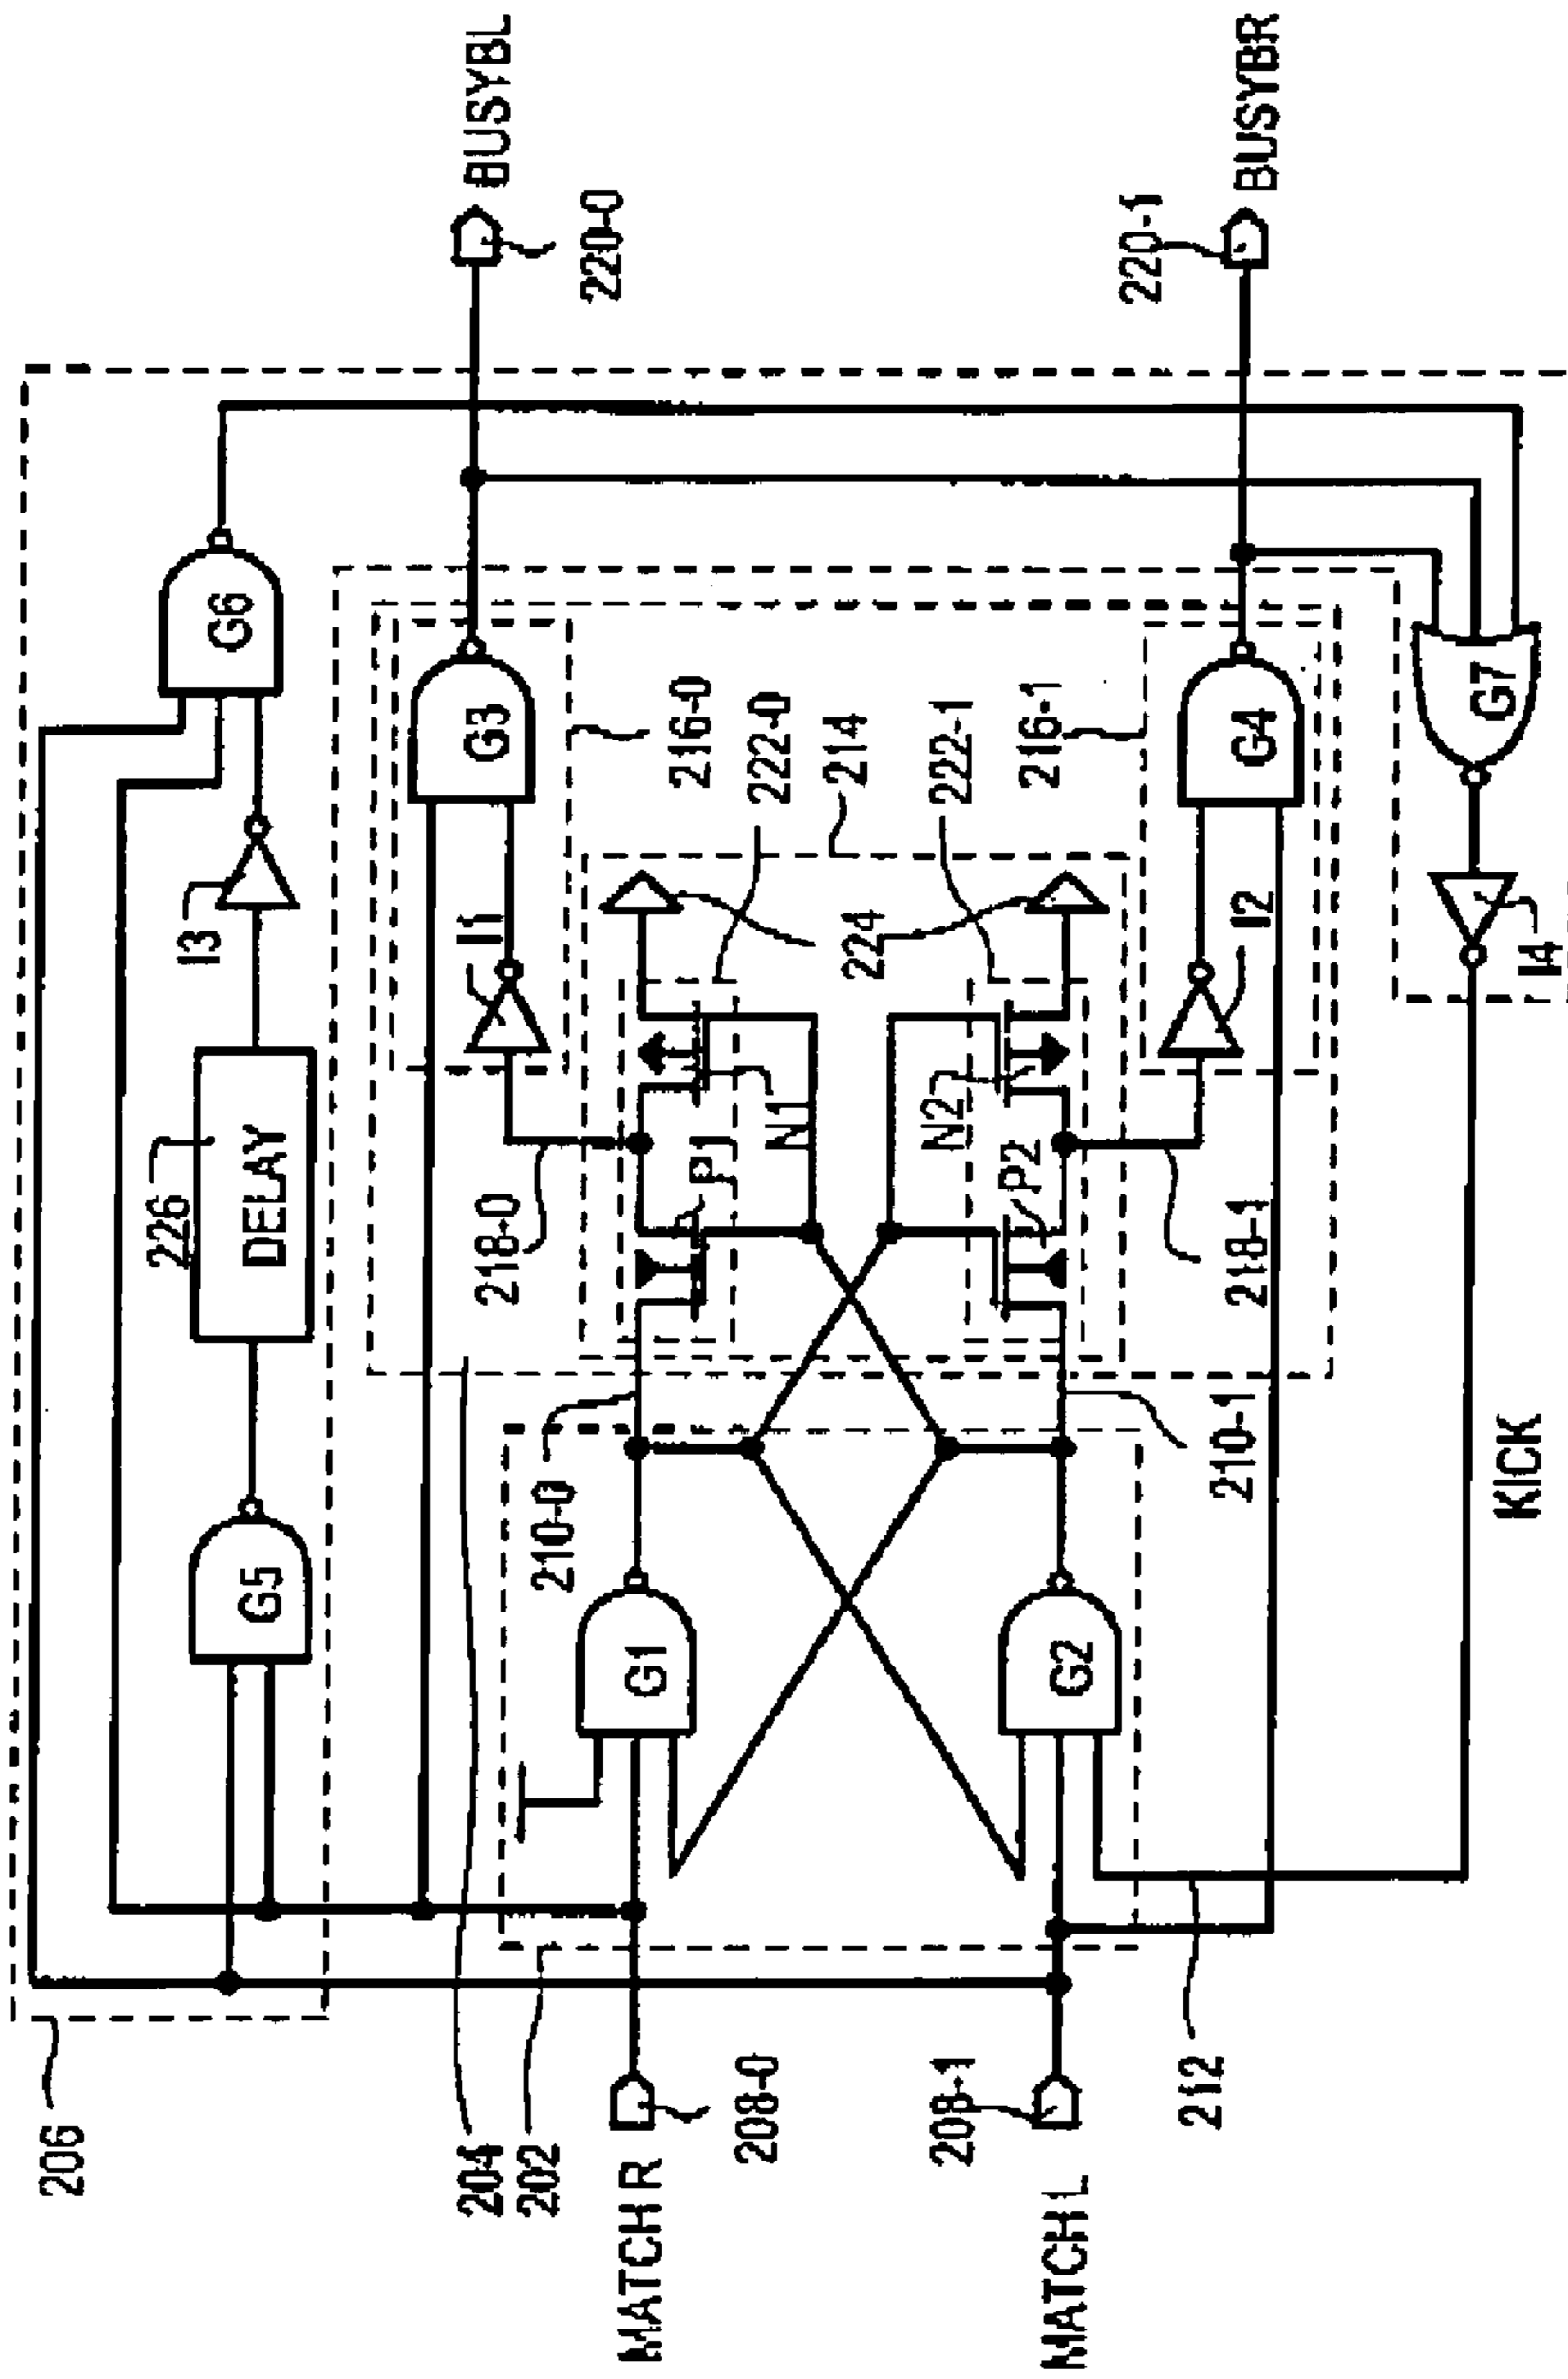 206
204
202
MATCH R
208-0
208-1
MATCH L
212
G5
226
DELAY
I3
G6
210-0
G1
G2
210-1
KICK
218-0
P1
N1
N2
P2
218-1
I1
G3
224
I2
G4
216-0
222-0
214
222-1
216-1
I4
G7
220-0
BUSYBL
220-1
BUSYBR